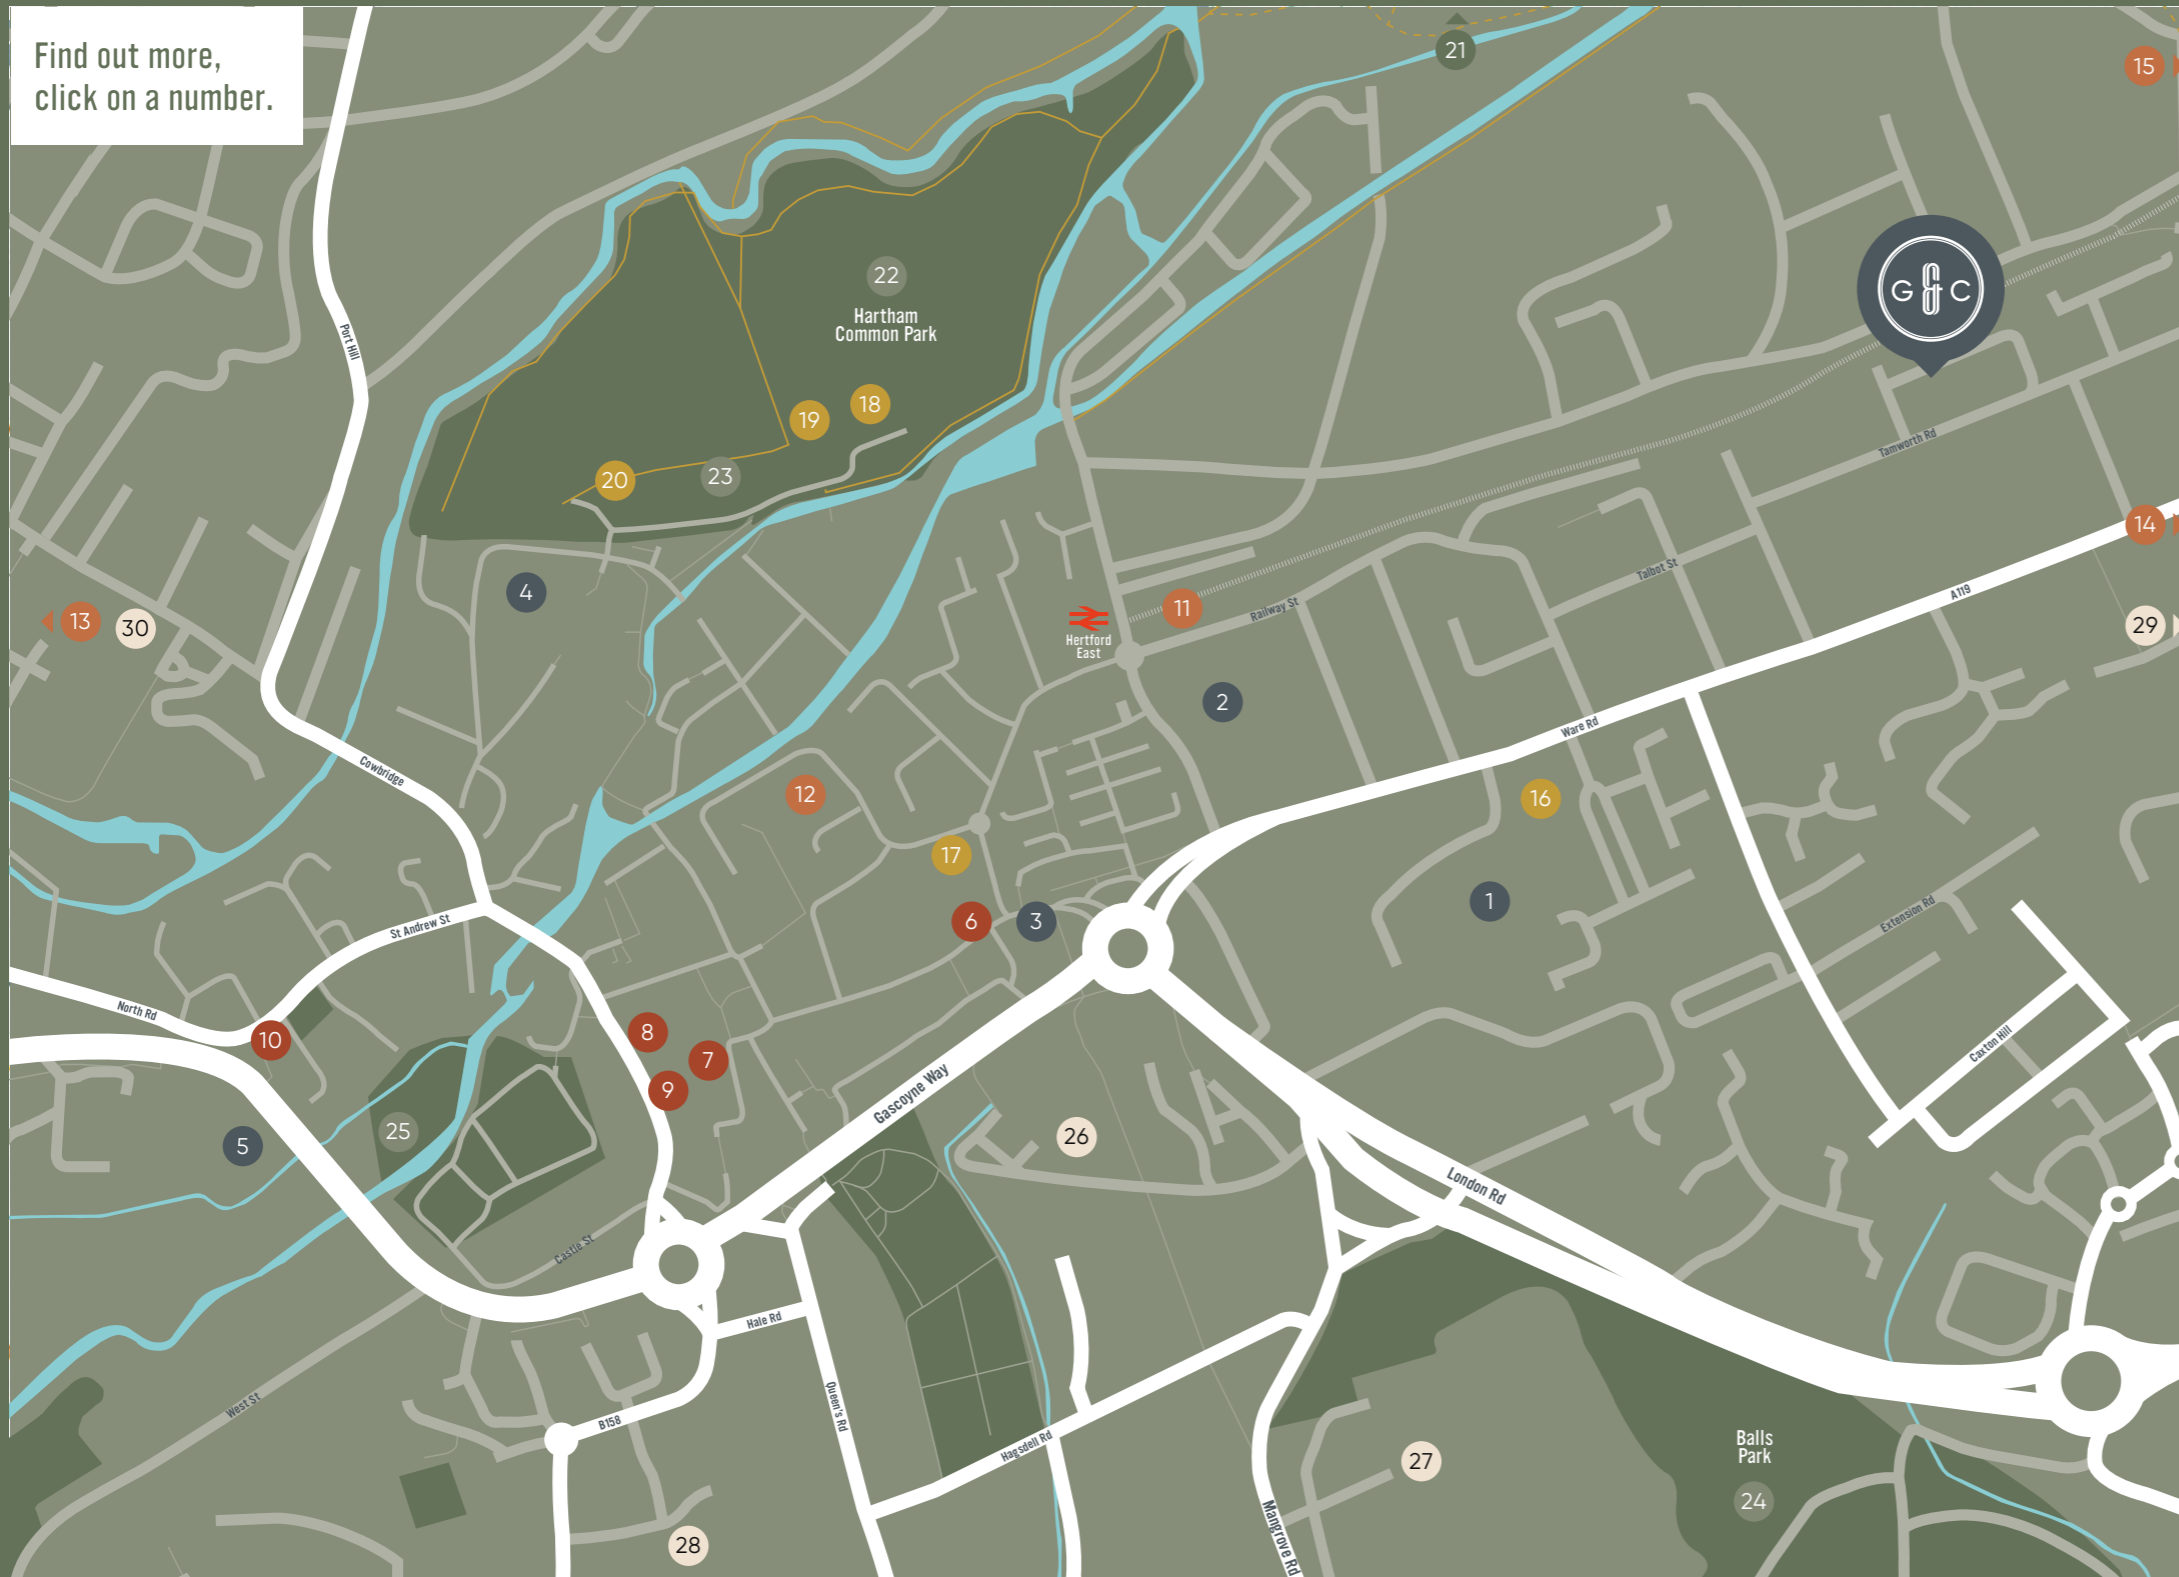 Find out more,
click on a number.
21
15
G & C
22
Hartham
Common Park
Port Hill
18
19
20
23
Tamworth Rd
14
4
Talbot St
A119
13
30
Hertford
East
11
Railway St
29
2
Ware Rd
Cowbridge
12
16
17
1
6
3
St Andrew St
Extension Rd
North Rd
10
8
7
9
Caxton Hill
Gascoyne Way
25
5
26
London Rd
Castle St
Hale Rd
West St
B158
Queen's Rd
Hagsdell Rd
27
Balls
Park
24
28
Mangrove Rd